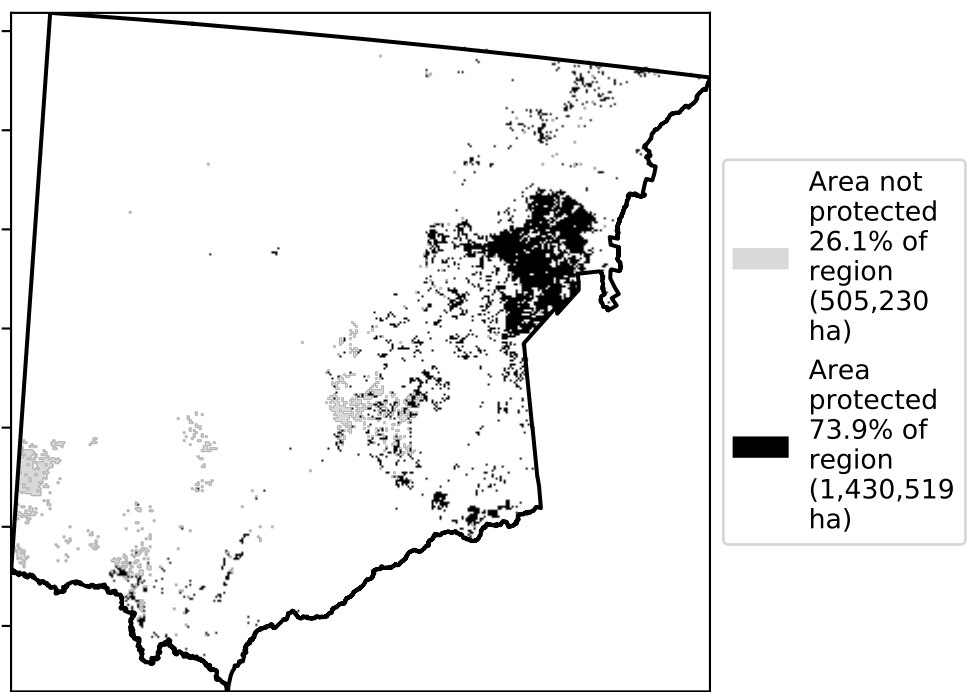 Area not
protected
26.1% of
region
(505,230
ha)
Area
protected
73.9% of
region
(1,430,519
ha)